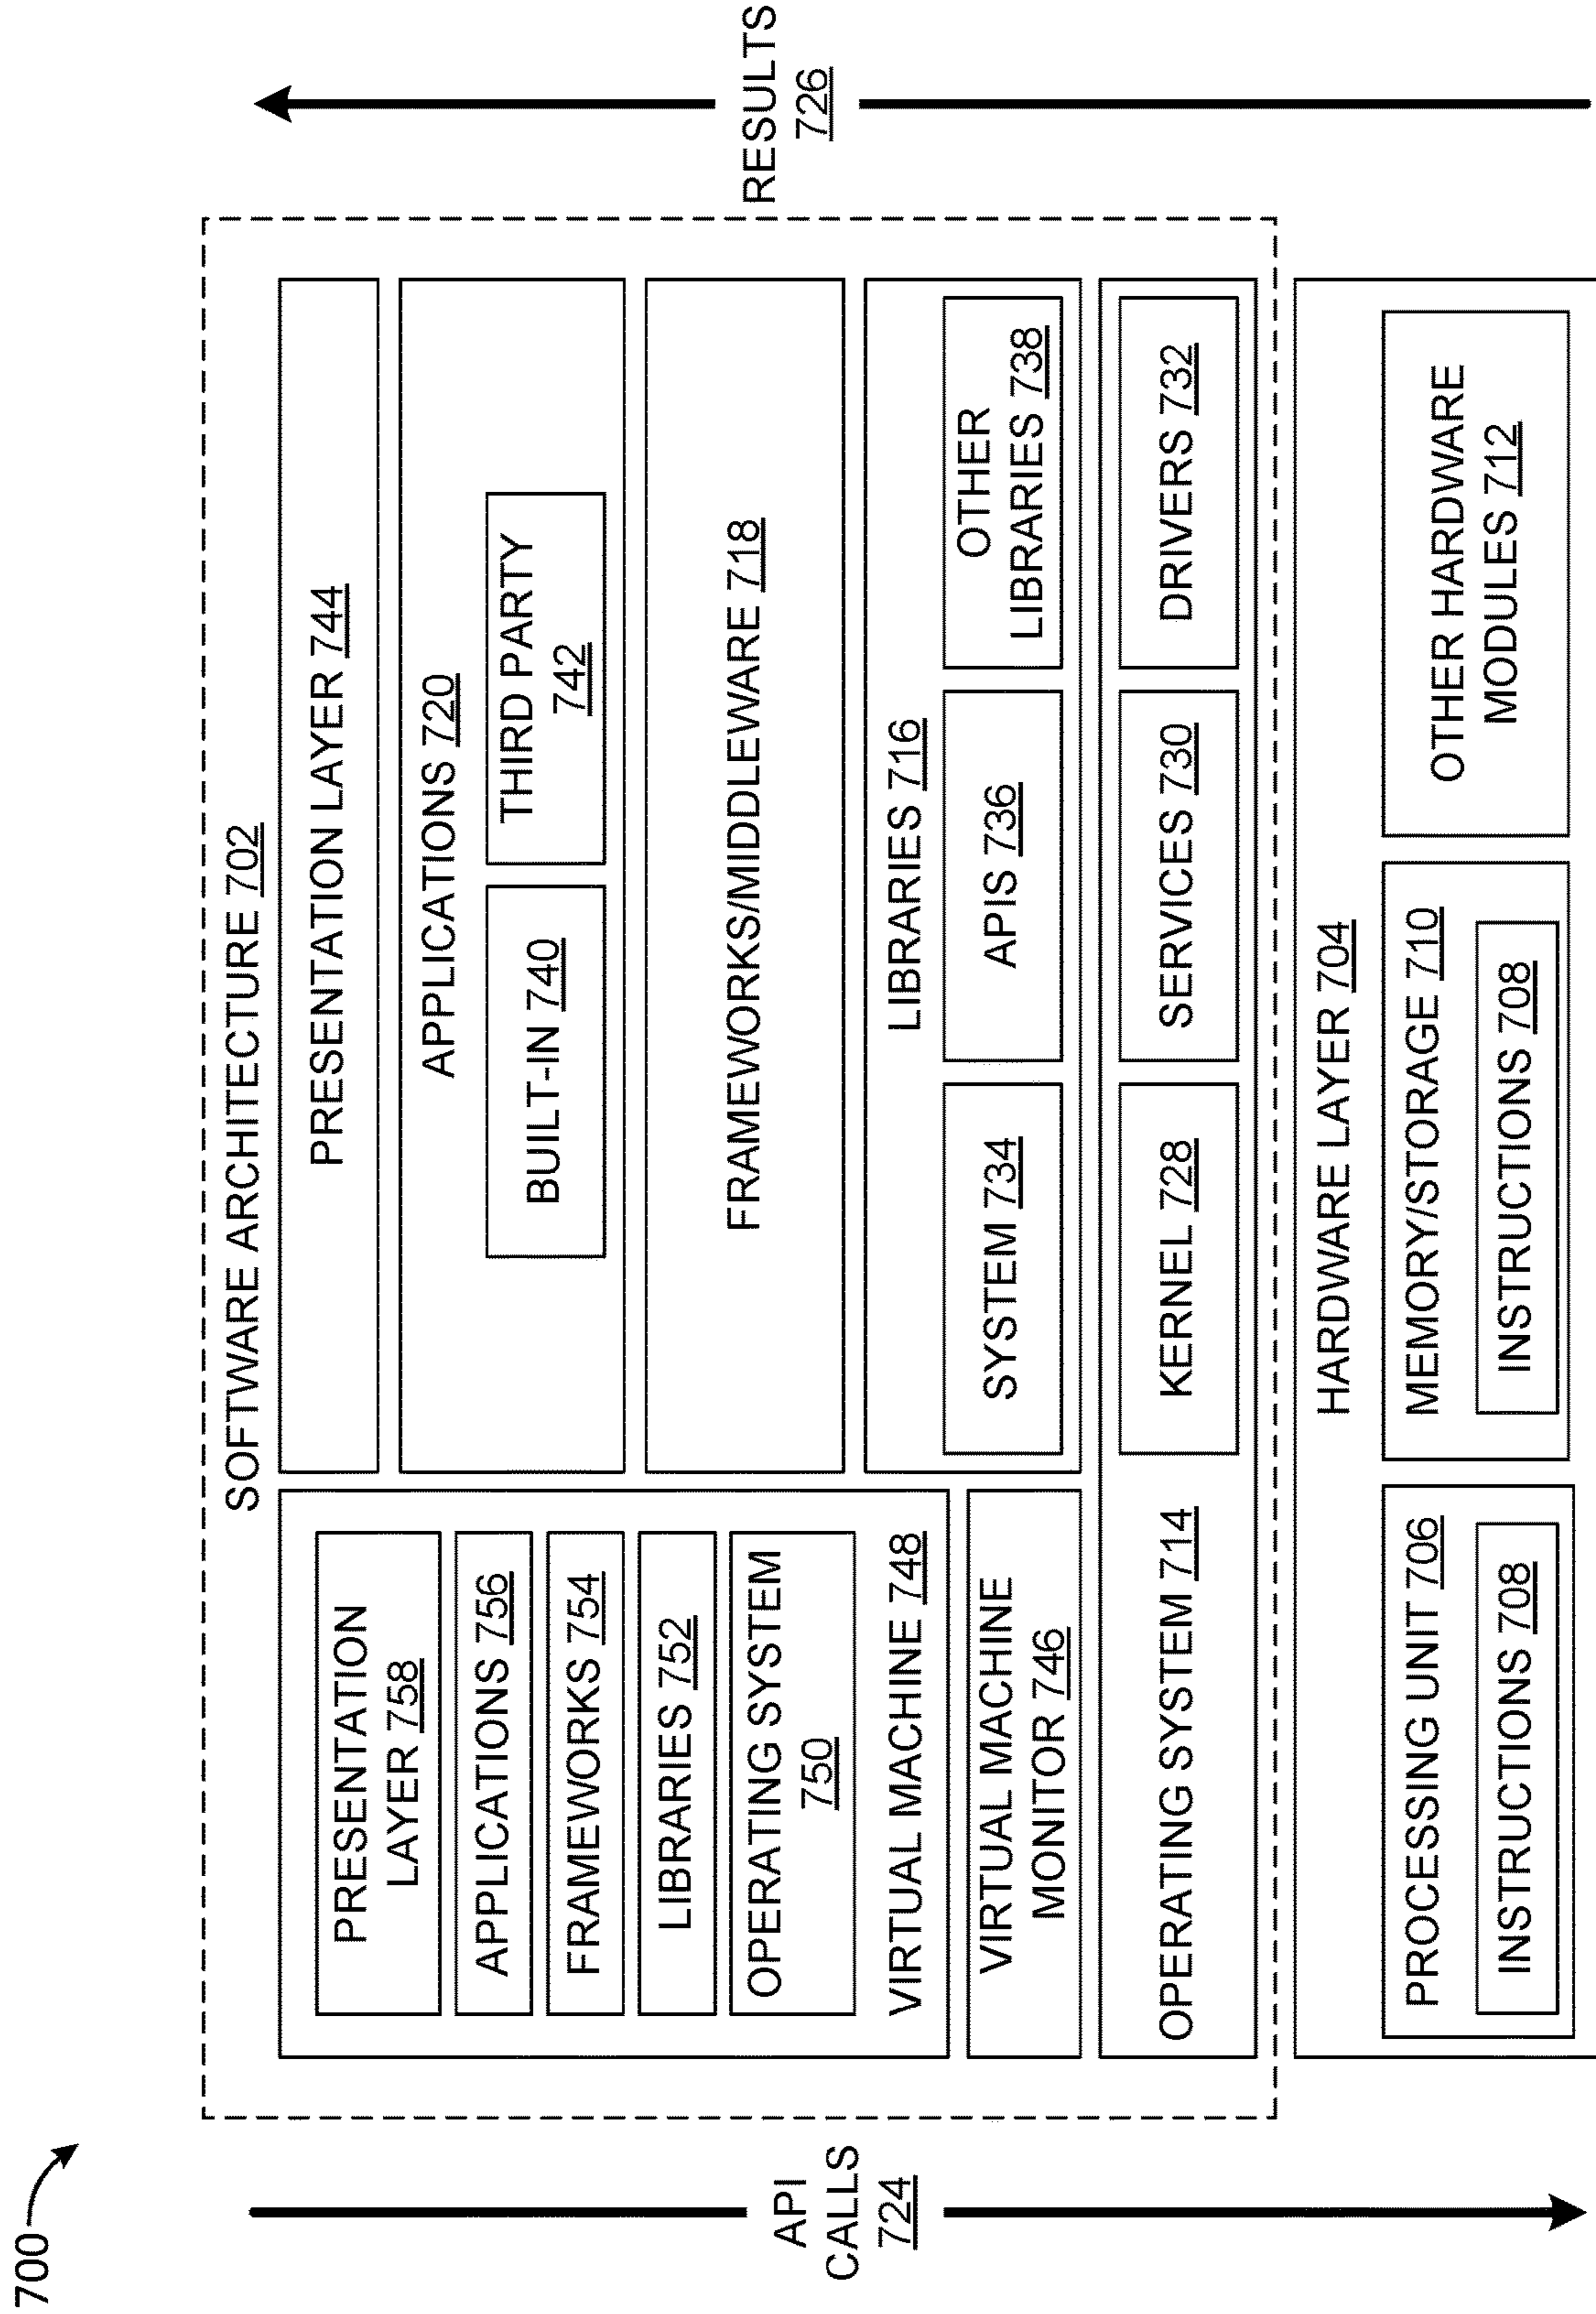 700
SOFTWARE ARCHITECTURE 702
PRESENTATION
LAYER 758
APPLICATIONS 756
FRAMEWORKS 754
LIBRARIES 752
OPERATING SYSTEM
750
VIRTUAL MACHINE 748
VIRTUAL MACHINE
MONITOR 746
PRESENTATION LAYER 744
APPLICATIONS 720
BUILT-IN 740
THIRD PARTY
742
FRAMEWORKS/MIDDLEWARE 718
LIBRARIES 716
SYSTEM 734
APIS 736
OTHER
LIBRARIES 738
OPERATING SYSTEM 714
KERNEL 728
SERVICES 730
DRIVERS 732
API
CALLS
724
RESULTS
726
HARDWARE LAYER 704
PROCESSING UNIT 706
INSTRUCTIONS 708
MEMORY/STORAGE 710
INSTRUCTIONS 708
OTHER HARDWARE
MODULES 712